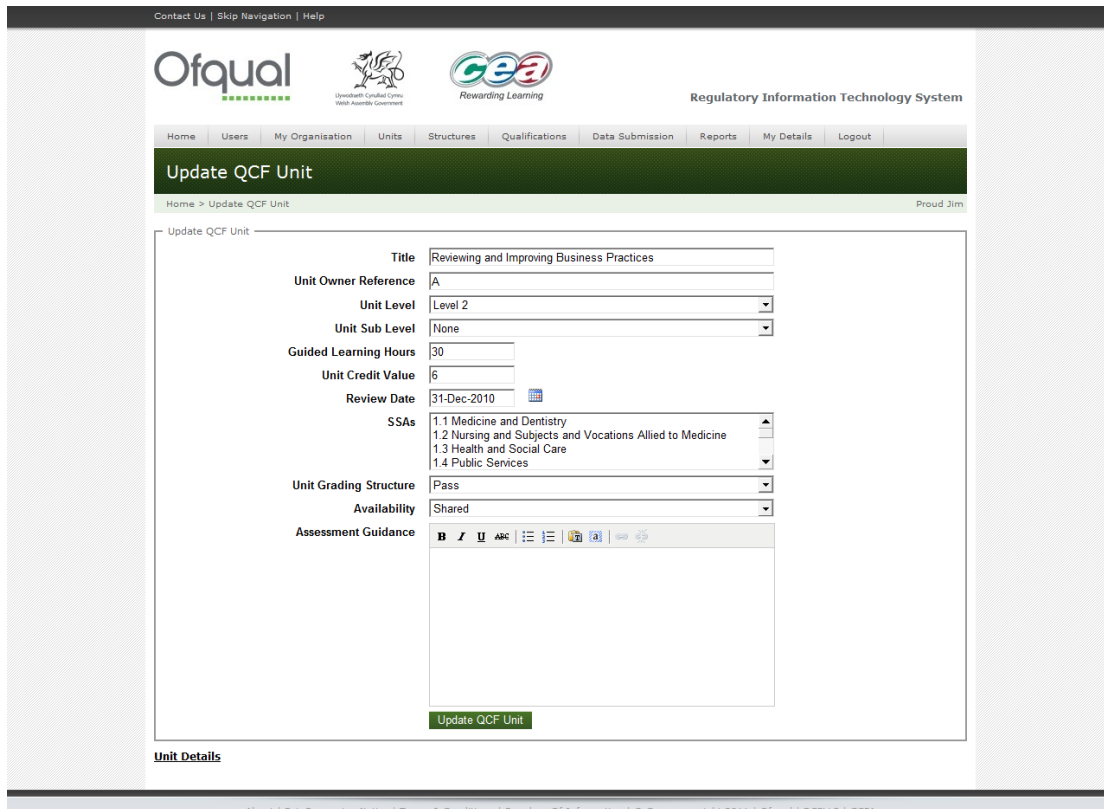 Contact Us | Skip Navigation | Help
Ofqual
Llywodraeth Cynulliad Cymru
Welsh Assembly Government
cea
Rewarding Learning
Regulatory Information Technology System
Home Users My Organisation Units Structures Qualifications Data Submission Reports My Details Logout
Update QCF Unit
Home > Update QCF Unit Proud Jim
Update QCF Unit
Title Reviewing and Improving Business Practices
Unit Owner Reference A
Unit Level Level 2
Unit Sub Level None
Guided Learning Hours 30
Unit Credit Value 6
Review Date 31-Dec-2010
SSAs 1.1 Medicine and Dentistry
1.2 Nursing and Subjects and Vocations Allied to Medicine
1.3 Health and Social Care
1.4 Public Services
Unit Grading Structure Pass
Availability Shared
Assessment Guidance B I U ABC
Update QCF Unit
Unit Details